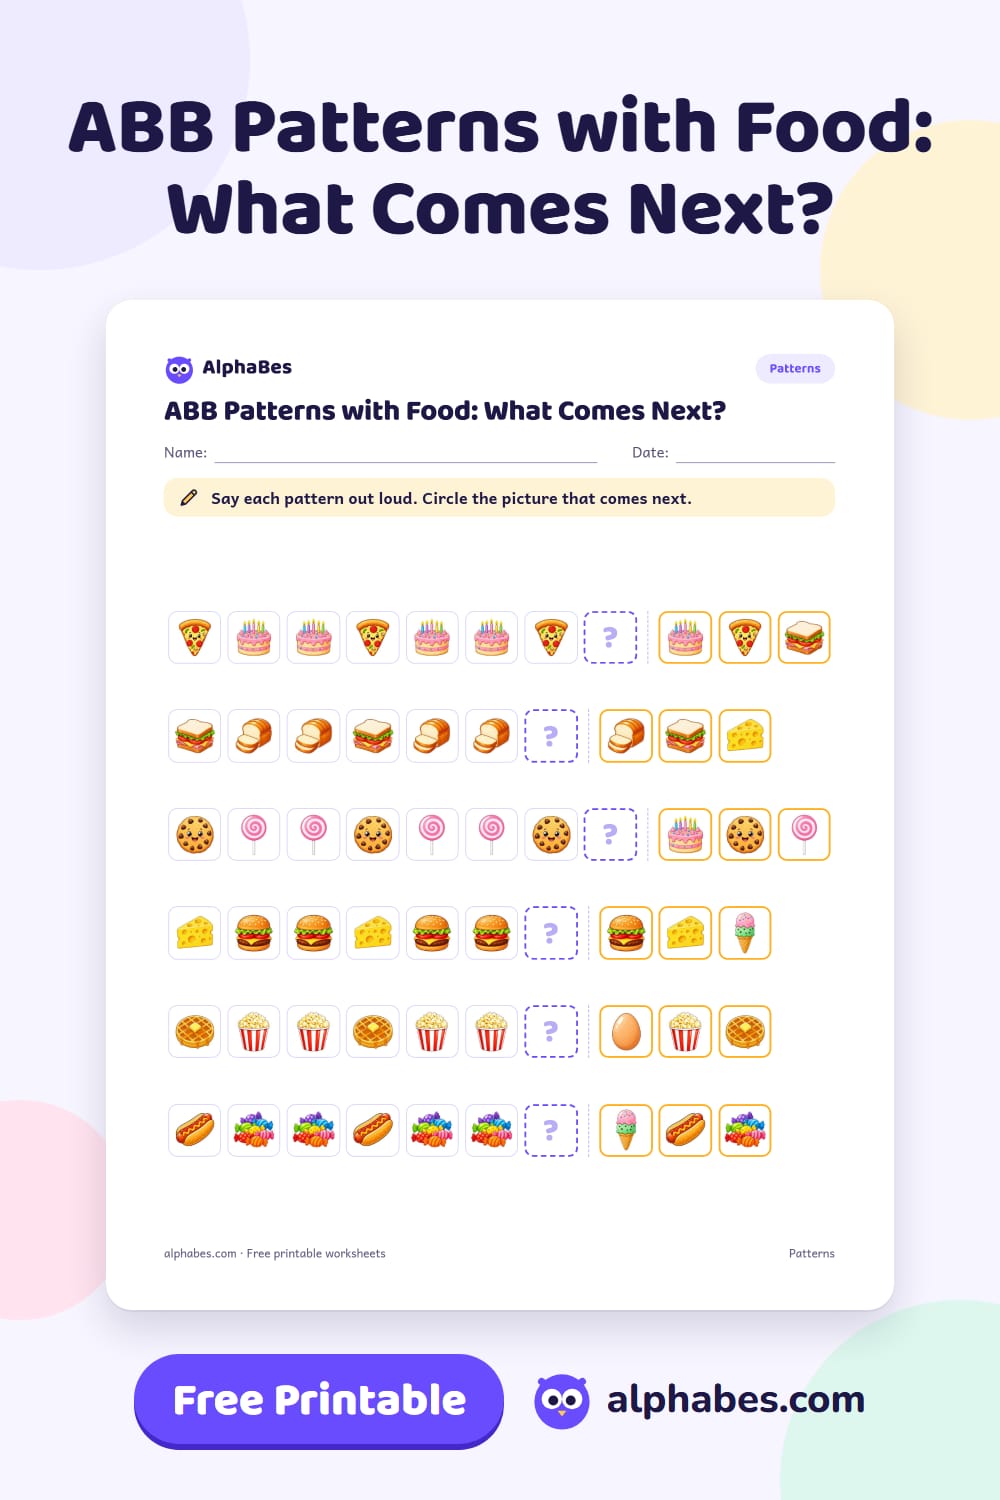 ABB Patterns with Food:
What Comes Next?
AlphaBes
Patterns
ABB Patterns with Food: What Comes Next?
Name:
Date:
Say each pattern out loud. Circle the picture that comes next.
?
?
?
?
?
?
alphabes.com · Free printable worksheets
Patterns
Free Printable
alphabes.com